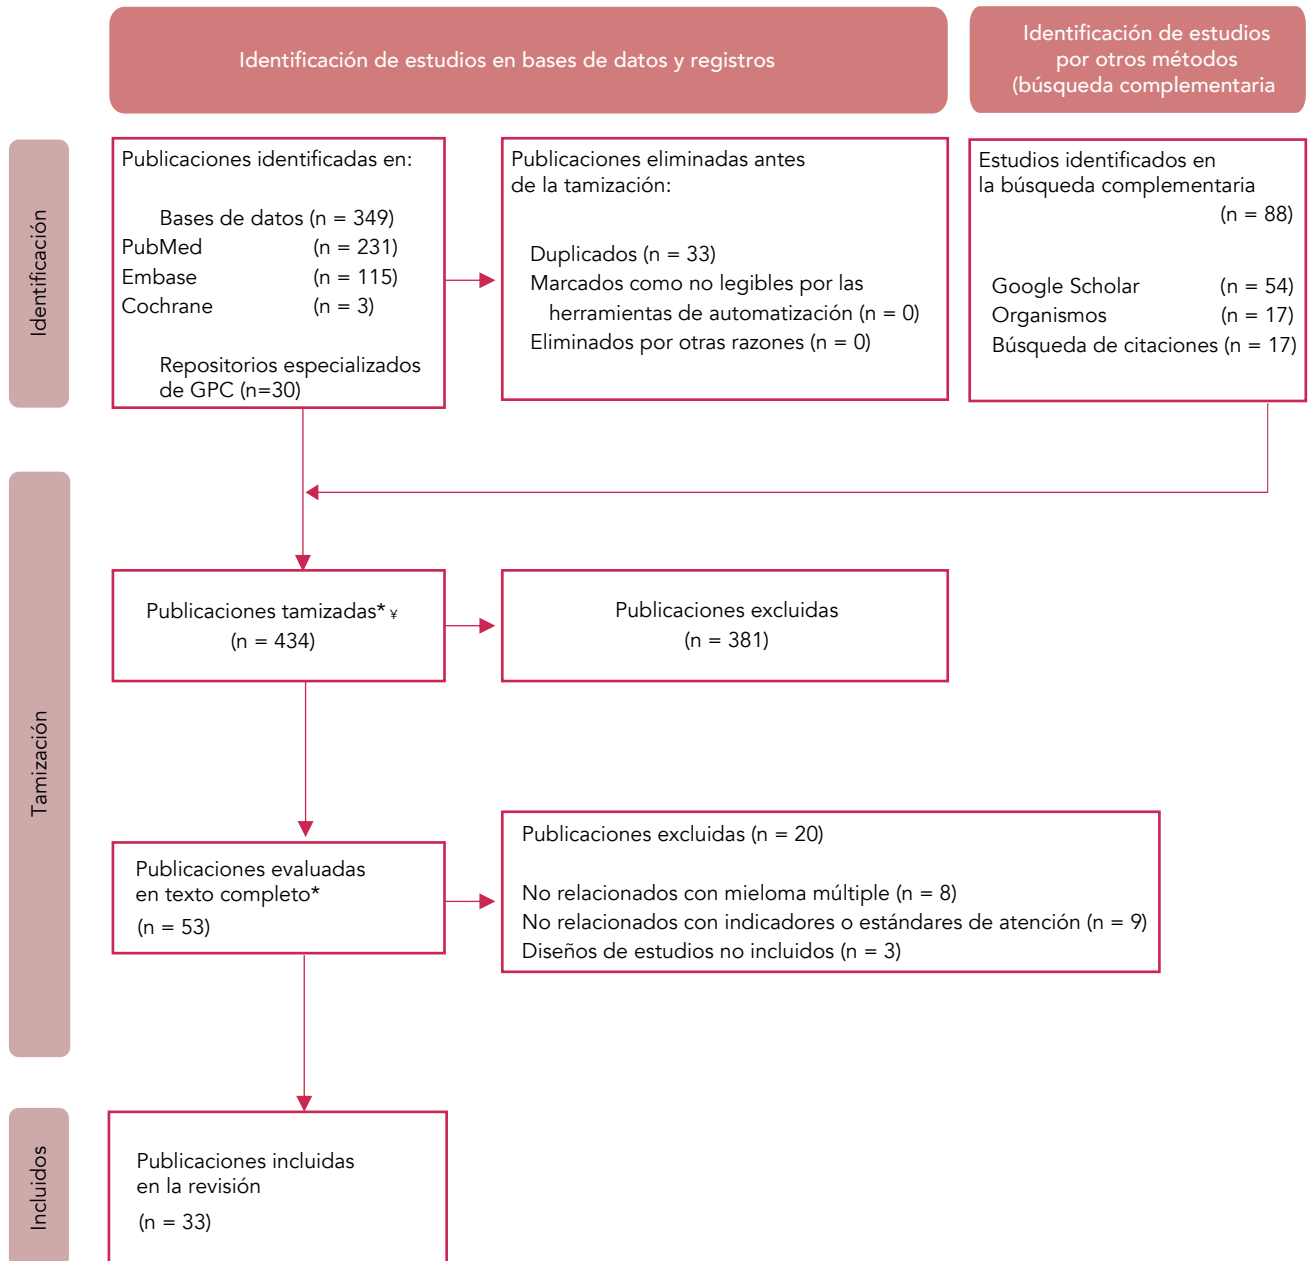 Identificación de estudios en bases de datos y registros
Identificación de estudios
por otros métodos
(búsqueda complementaria
Identificación
Publicaciones identificadas en:
Bases de datos (n = 349)
PubMed (n = 231)
Embase (n = 115)
Cochrane (n = 3)
Repositorios especializados
de GPC (n=30)
Publicaciones eliminadas antes
de la tamización:
Duplicados (n = 33)
Marcados como no legibles por las
herramientas de automatización (n = 0)
Eliminados por otras razones (n = 0)
Estudios identificados en
la búsqueda complementaria
(n = 88)
Google Scholar (n = 54)
Organismos (n = 17)
Búsqueda de citaciones (n = 17)
Tamización
Publicaciones tamizadas* ¥
(n = 434)
Publicaciones excluidas
(n = 381)
Publicaciones evaluadas
en texto completo*
(n = 53)
Publicaciones excluidas (n = 20)
No relacionados con mieloma múltiple (n = 8)
No relacionados con indicadores o estándares de atención (n = 9)
Diseños de estudios no incluidos (n = 3)
Incluidos
Publicaciones incluidas
en la revisión
(n = 33)